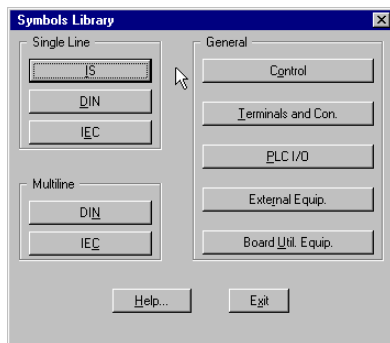 Symbols Library
Single Line
IS
DIN
IEC
Multiline
DIN
IEC
General
Control
Terminals and Con.
PLC I/O
External Equip.
Board Util. Equip.
Help...
Exit